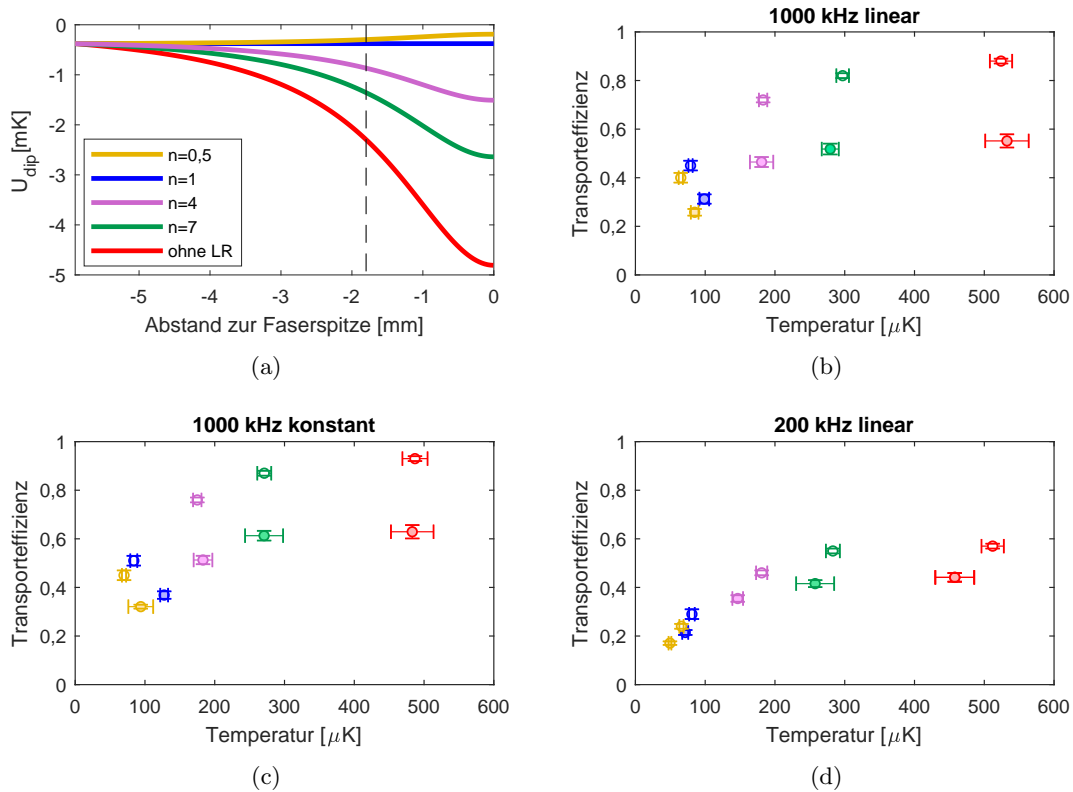 0
-1
-2
-3
-4
-5
U_dip [mK]
n=0,5
n=1
n=4
n=7
ohne LR
-5 -4 -3 -2 -1 0
Abstand zur Faserspitze [mm]
(a)
1000 kHz linear
1
0,8
0,6
0,4
0,2
0
Transporteffizienz
0 100 200 300 400 500 600
Temperatur [μK]
(b)
1000 kHz konstant
1
0,8
0,6
0,4
0,2
0
Transporteffizienz
0 100 200 300 400 500 600
Temperatur [μK]
(c)
200 kHz linear
1
0,8
0,6
0,4
0,2
0
Transporteffizienz
0 100 200 300 400 500 600
Temperatur [μK]
(d)